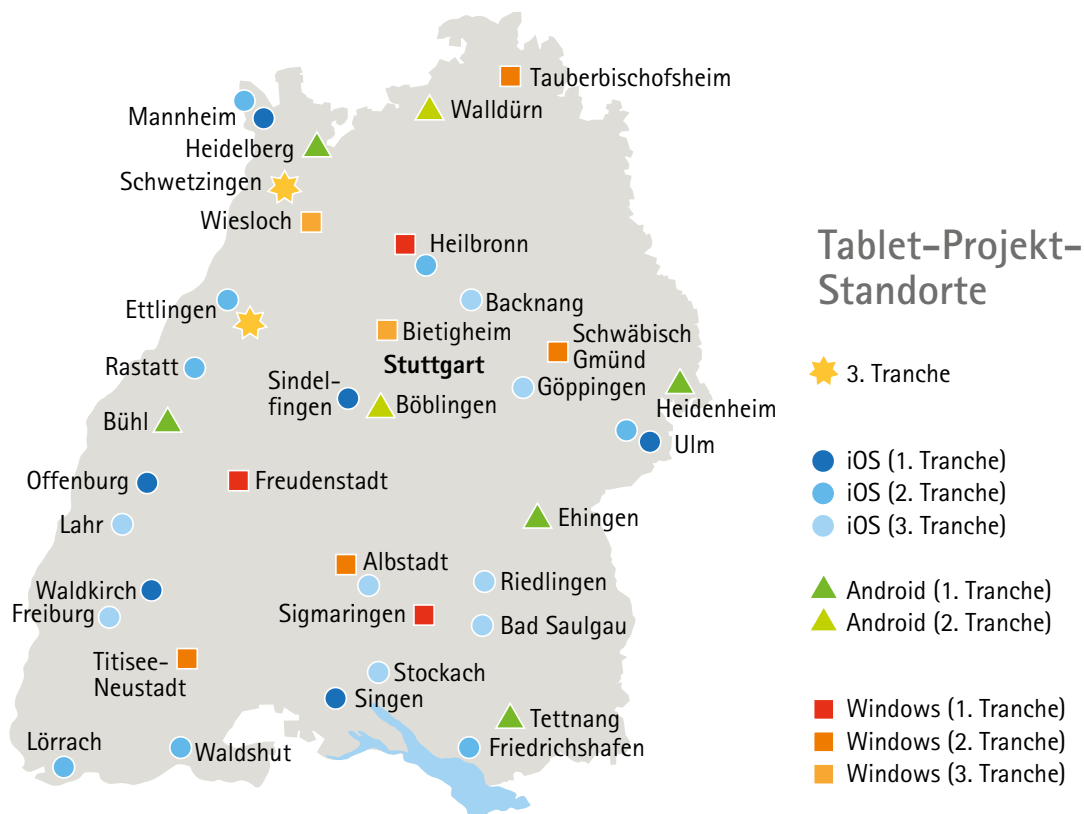 Tauberbischofsheim
Walldürn
Mannheim
Heidelberg
Schwetzingen
Wiesloch
Heilbronn
Ettlingen
Backnang
Bietigheim
Schwäbisch
Gmünd
Stuttgart
Rastatt
Sindel-
fingen
Göppingen
Böblingen
Heidenheim
Bühl
Ulm
Offenburg
Freudenstadt
Lahr
Ehingen
Albstadt
Riedlingen
Waldkirch
Freiburg
Sigmaringen
Bad Saulgau
Titisee-
Neustadt
Stockach
Singen
Tettnang
Lörrach
Waldshut
Friedrichshafen
Tablet-Projekt-
Standorte
3. Tranche
iOS (1. Tranche)
iOS (2. Tranche)
iOS (3. Tranche)
Android (1. Tranche)
Android (2. Tranche)
Windows (1. Tranche)
Windows (2. Tranche)
Windows (3. Tranche)